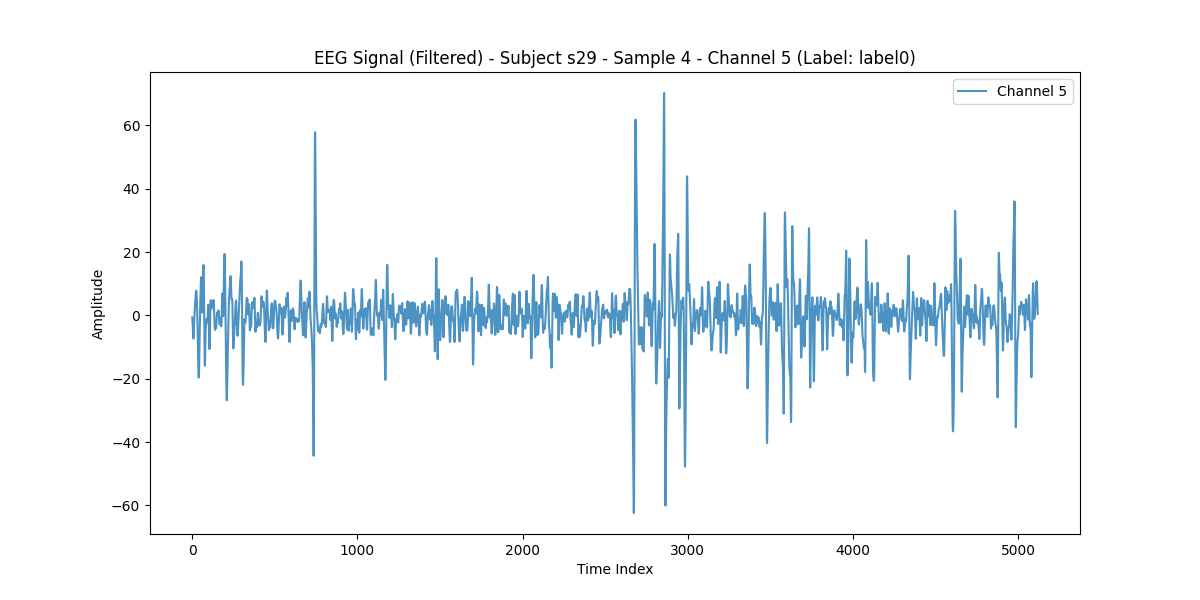 EEG Signal (Filtered) - Subject s29 - Sample 4 - Channel 5 (Label: label0)
Channel 5
60
40
20
0
−20
−40
−60
Amplitude
0 1000 2000 3000 4000 5000
Time Index